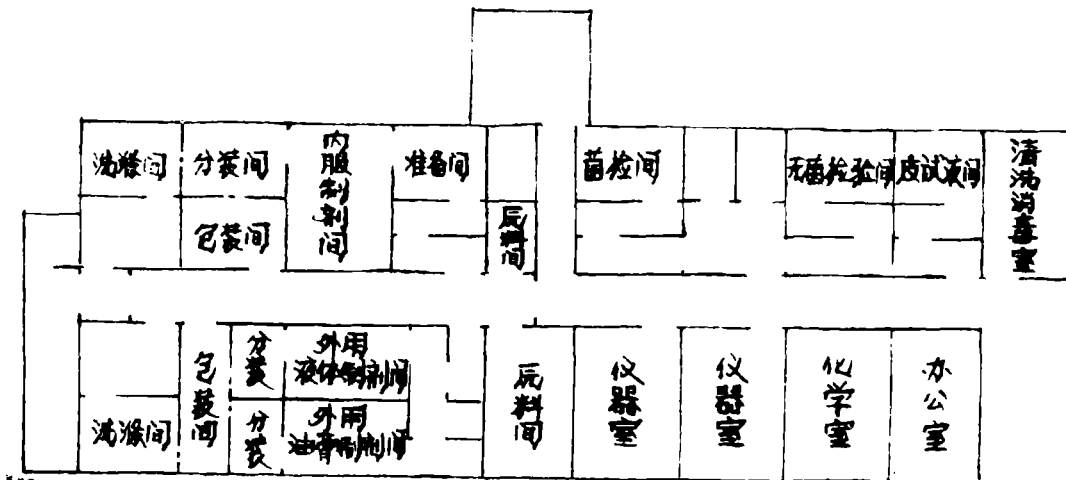 洗涤间
分装间
内服制剂间
准备间
菌检间
无菌检验间
应试液间
清洗消毒室
包装间
原料间
包装间
分装
外用
液体制剂间
原料间
仪器室
仪器室
化学室
办公室
洗涤间
分装
外用
油膏制剂间